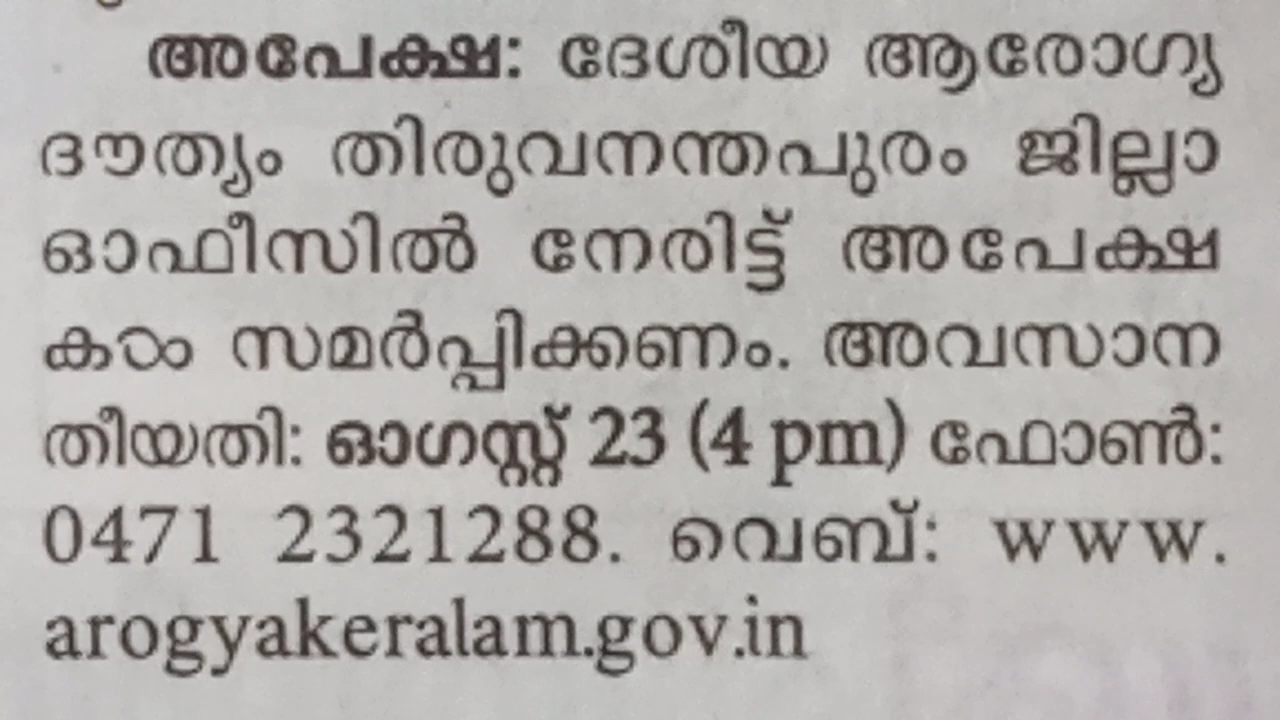 അപേക്ഷ: ദേശീയ ആരോഗ്യ
ദൗത്യം തിരുവനന്തപുരം ജില്ലാ
ഓഫീസിൽ നേരിട്ട് അപേക്ഷ
കഠം സമർപ്പിക്കണം. അവസാന
തീയതി: ഓഗസ്റ്റ് 23 (4 pm) ഫോൺ:
0471 2321288. വെബ്: www.
arogyakeralam.gov.in